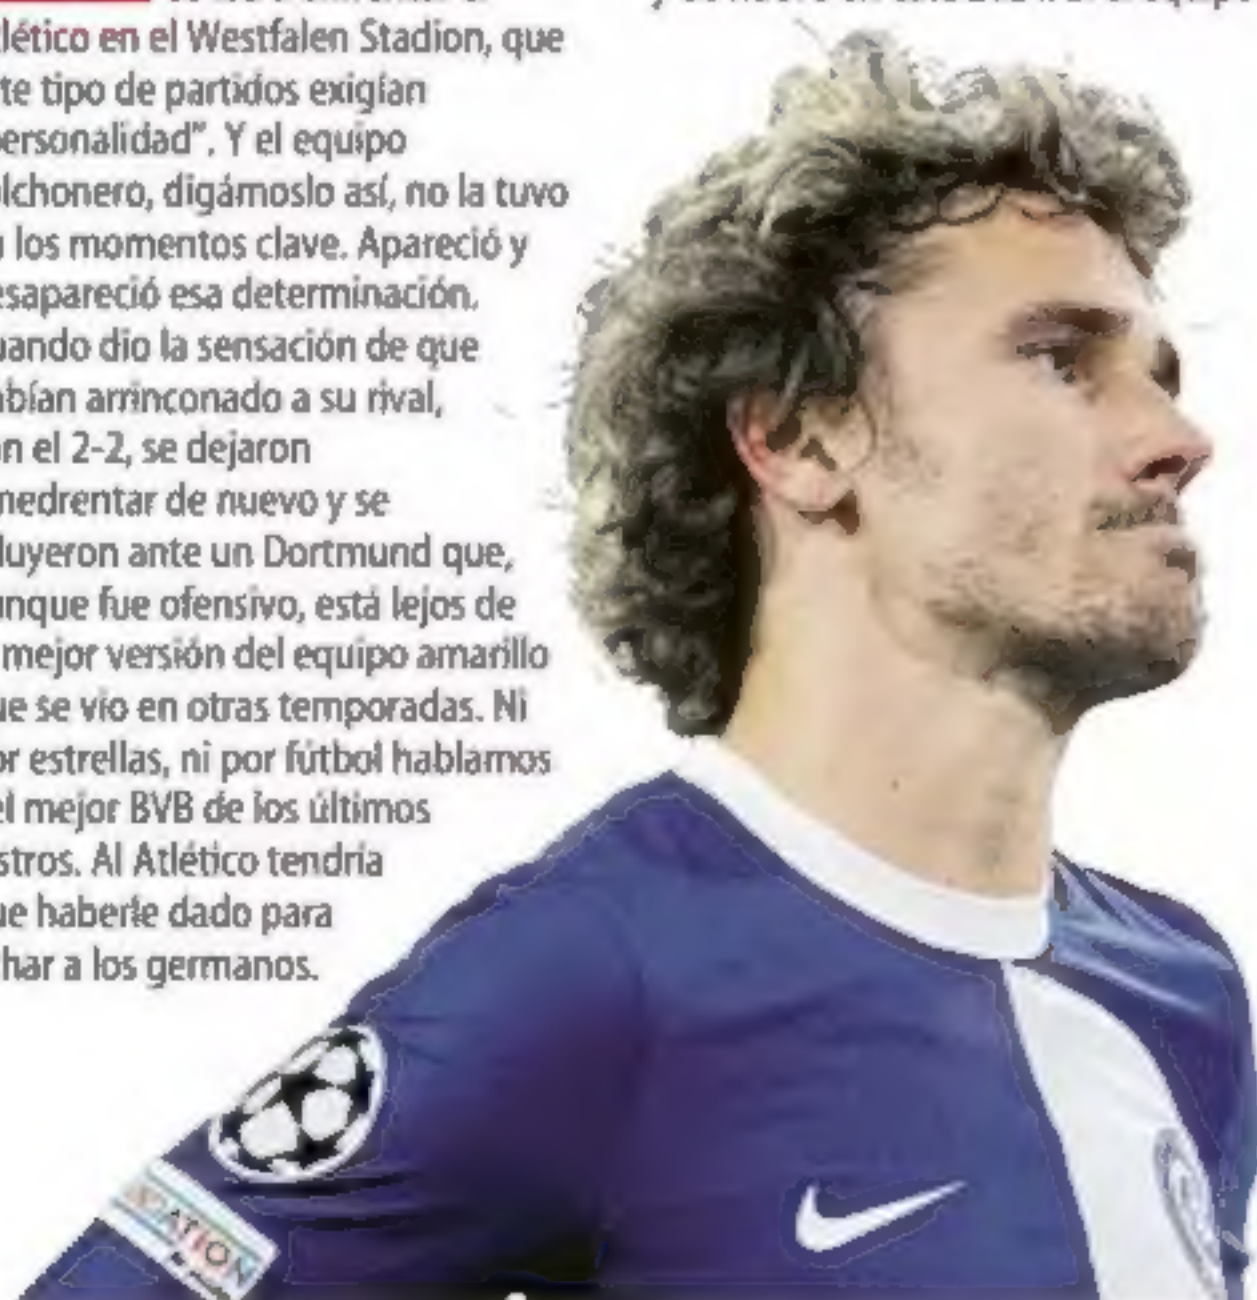 lético en el Westfalen Stadion, que
te tipo de partidos exigían
ersonalidad". Y el equipo
lchonero, digámoslo así, no la tuvo
los momentos clave. Apareció y
esapareció esa determinación.
uando dio la sensación de que
bían arrinconado a su rival,
n el 2-2, se dejaron
medrentar de nuevo y se
luyeron ante un Dortmund que,
unque fue ofensivo, está lejos de
mejor versión del equipo amarillo
ue se vio en otras temporadas. Ni
or estrellas, ni por fútbol hablamos
el mejor BVB de los últimos
stros. Al Atlético tendría
ue haberle dado para
har a los germanos.